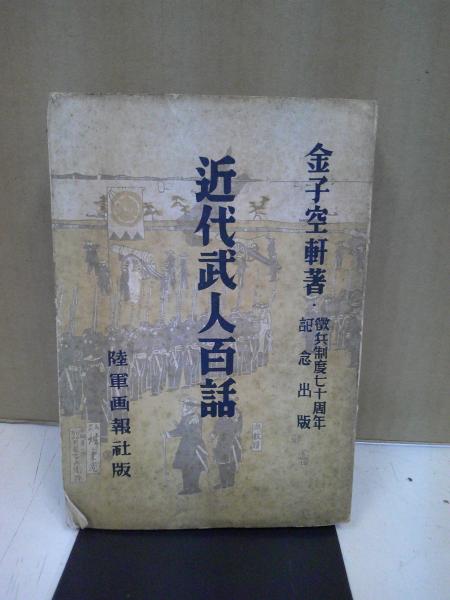 金子空軒著・
徴兵制度七十周年
記念出版
近代武人百話
陸軍画報社版